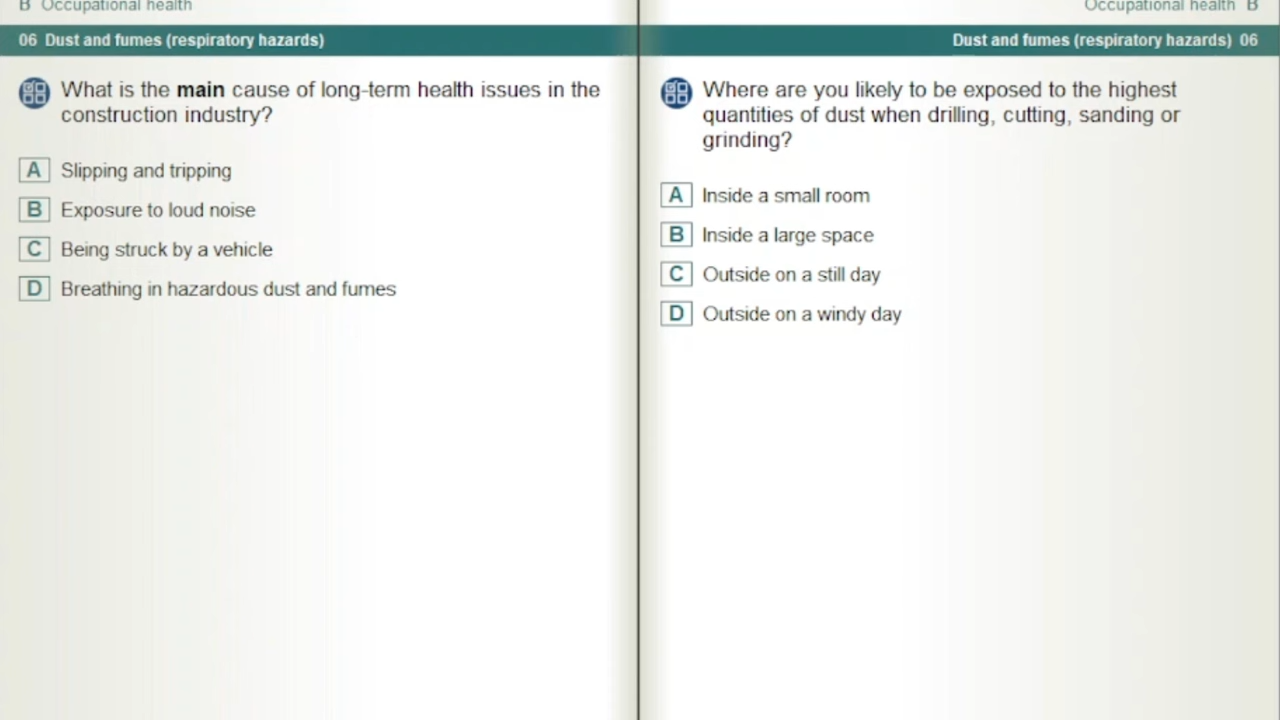 B Occupational health
06 Dust and fumes (respiratory hazards)
What is the main cause of long-term health issues in the
construction industry?
A Slipping and tripping
B Exposure to loud noise
C Being struck by a vehicle
D Breathing in hazardous dust and fumes
Occupational health B
Dust and fumes (respiratory hazards) 06
Where are you likely to be exposed to the highest
quantities of dust when drilling, cutting, sanding or
grinding?
A Inside a small room
B Inside a large space
C Outside on a still day
D Outside on a windy day